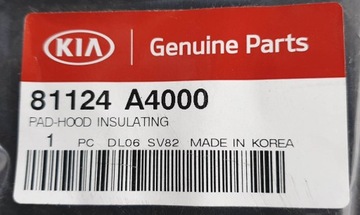 KIA Genuine Parts
81124 A4000
PAD-HOOD INSULATING
1 PC DL06 SV82 MADE IN KOREA